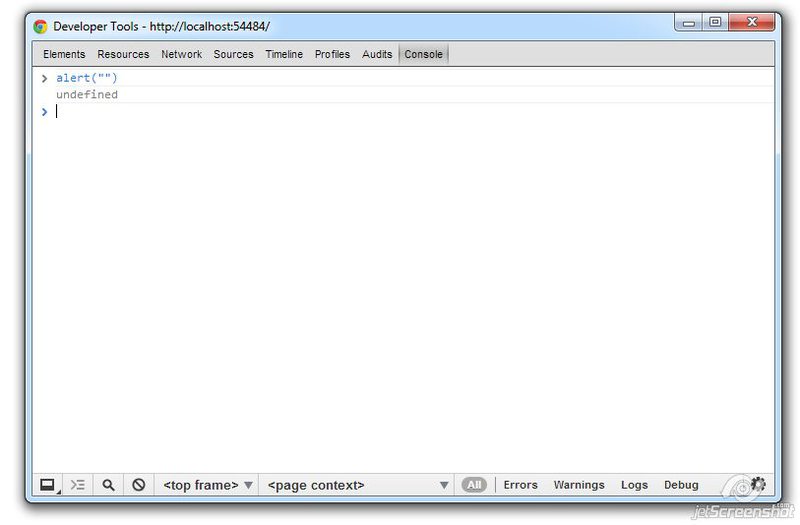 Developer Tools - http://localhost:54484/
Elements Resources Network Sources Timeline Profiles Audits Console
> alert("")
undefined
>
<top frame> <page context> All Errors Warnings Logs Debug
jetScreenshot.com